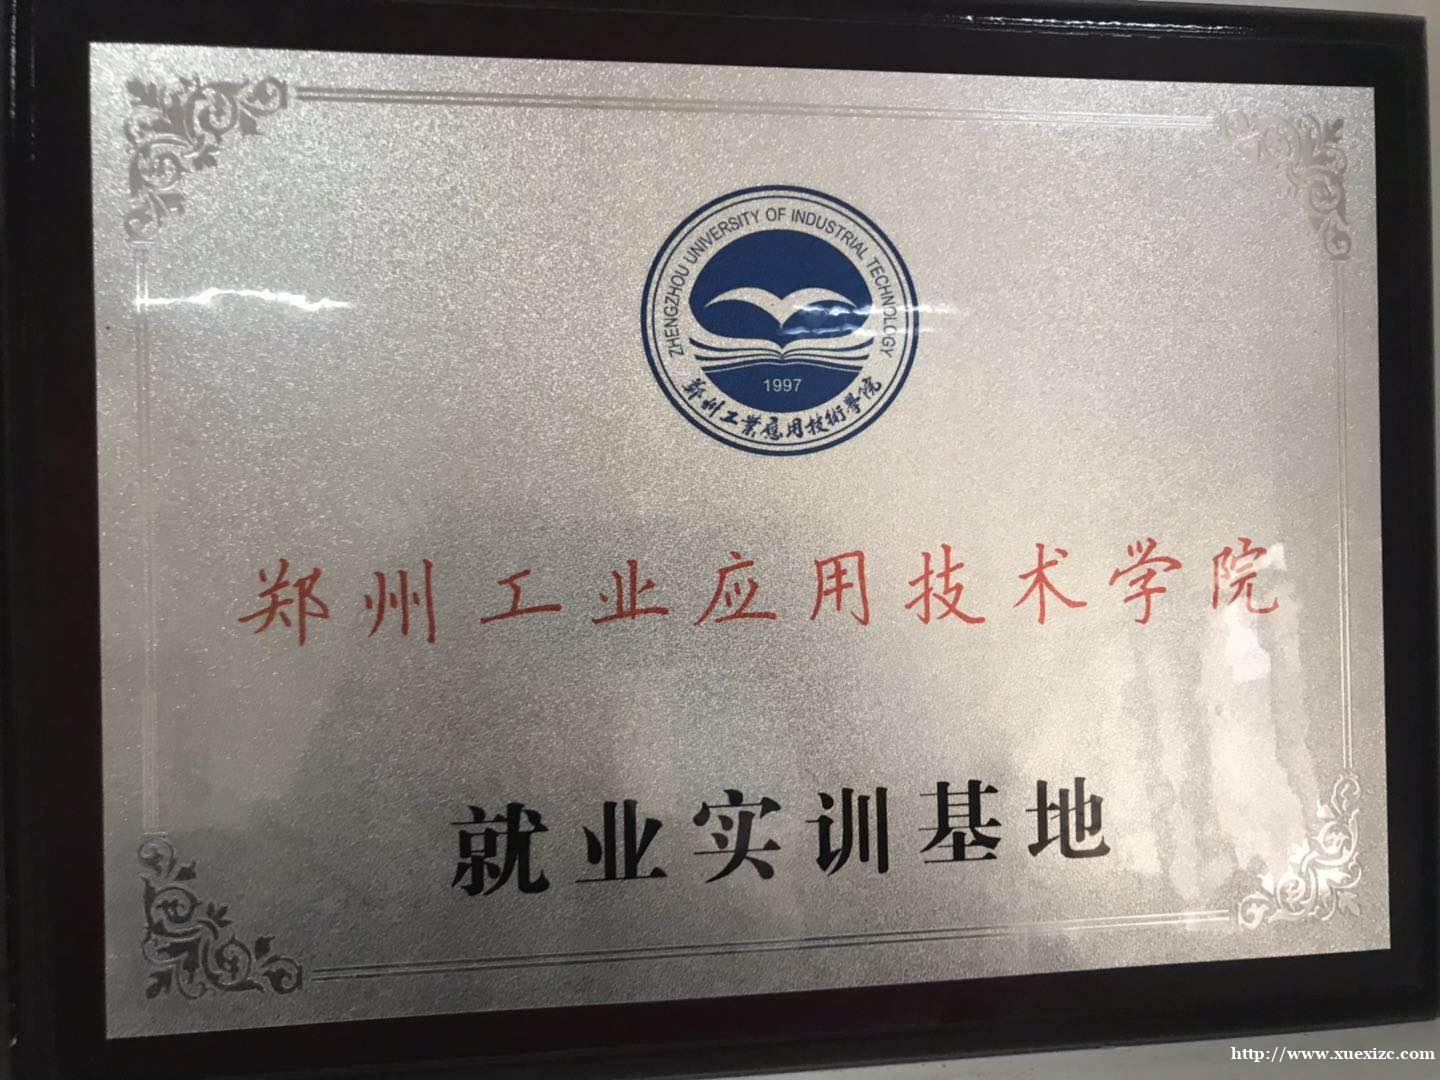 ZHENGZHOU UNIVERSITY OF INDUSTRIAL TECHNOLOGY
1997
郑州工業應用技術學院
郑州工业应用技术学院
就业实训基地
http://www.xuexizc.com